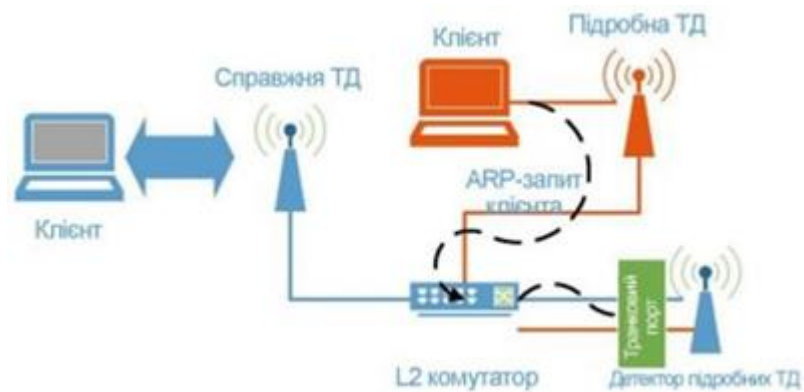 Клієнт
Підробна ТД
Справжня ТД
ARP-запит
клієнта
Клієнт
Транковий
порт
L2 комутатор
Детектор підробних ТД